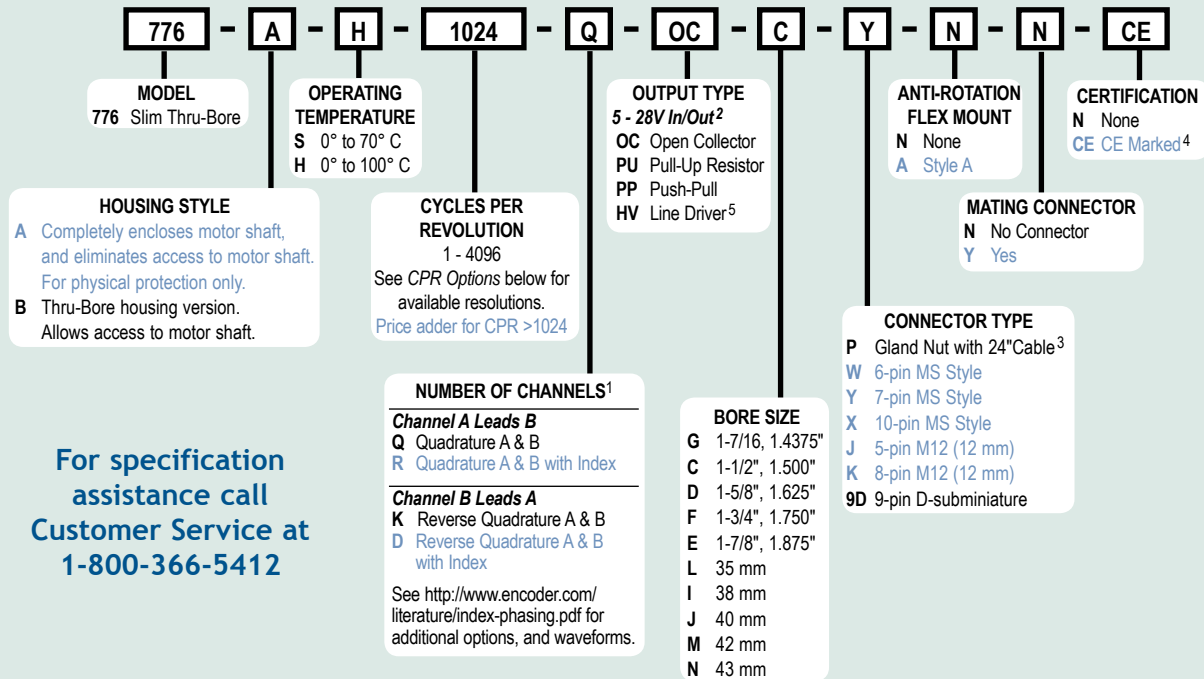 776 - A - H - 1024 - Q - OC - C - Y - N - N - CE
MODEL
776 Slim Thru-Bore
OPERATING
TEMPERATURE
S 0° to 70° C
H 0° to 100° C
OUTPUT TYPE
5 - 28V In/Out2
OC Open Collector
PU Pull-Up Resistor
PP Push-Pull
HV Line Driver5
ANTI-ROTATION
FLEX MOUNT
N None
A Style A
CERTIFICATION
N None
CE CE Marked4
HOUSING STYLE
A Completely encloses motor shaft,
and eliminates access to motor shaft.
For physical protection only.
B Thru-Bore housing version.
Allows access to motor shaft.
CYCLES PER
REVOLUTION
1 - 4096
See CPR Options below for
available resolutions.
Price adder for CPR >1024
MATING CONNECTOR
N No Connector
Y Yes
CONNECTOR TYPE
P Gland Nut with 24"Cable3
W 6-pin MS Style
Y 7-pin MS Style
X 10-pin MS Style
J 5-pin M12 (12 mm)
K 8-pin M12 (12 mm)
9D 9-pin D-subminiature
NUMBER OF CHANNELS1
Channel A Leads B
Q Quadrature A & B
R Quadrature A & B with Index
Channel B Leads A
K Reverse Quadrature A & B
D Reverse Quadrature A & B
with Index
See http://www.encoder.com/
literature/index-phasing.pdf for
additional options, and waveforms.
BORE SIZE
G 1-7/16, 1.4375"
C 1-1/2", 1.500"
D 1-5/8", 1.625"
F 1-3/4", 1.750"
E 1-7/8", 1.875"
L 35 mm
I 38 mm
J 40 mm
M 42 mm
N 43 mm
For specification
assistance call
Customer Service at
1-800-366-5412